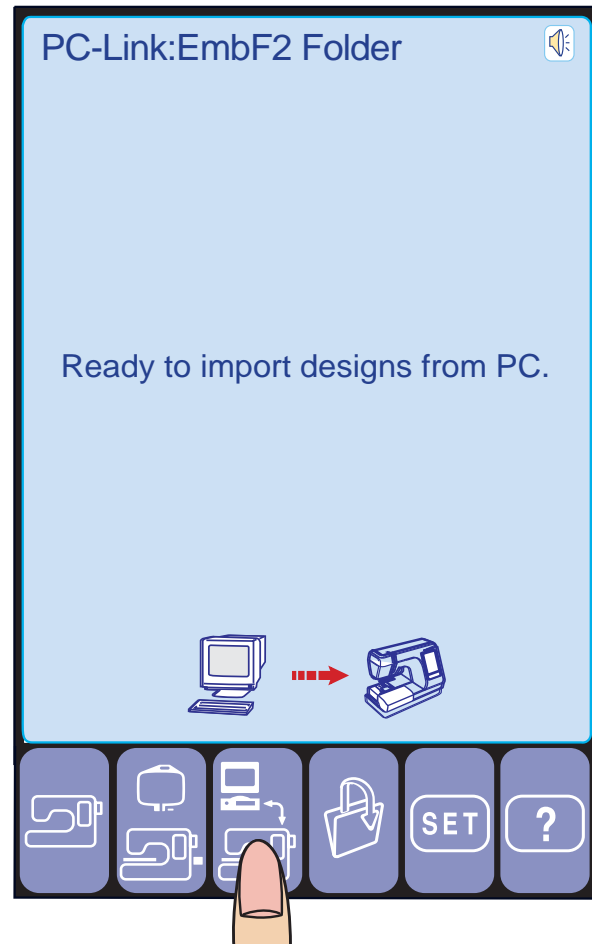 PC-Link:EmbF2 Folder
Ready to import designs from PC.
SET
?